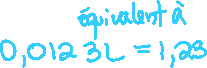 équivalent à
0,0123L = 1,23